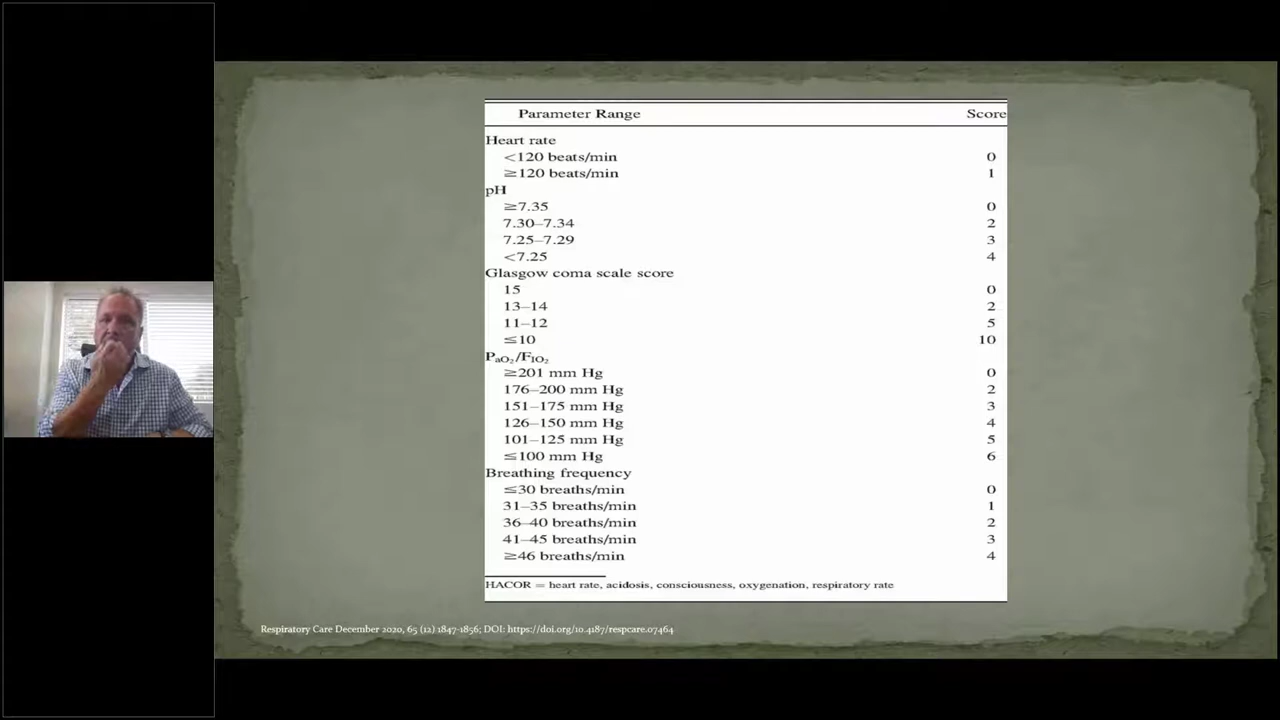 Parameter Range Score
Heart rate
<120 beats/min 0
≥120 beats/min 1
pH
≥7.35 0
7.30–7.34 2
7.25–7.29 3
<7.25 4
Glasgow coma scale score
15 0
13–14 2
11–12 5
≤10 10
PaO2/FIO2
≥201 mm Hg 0
176–200 mm Hg 2
151–175 mm Hg 3
126–150 mm Hg 4
101–125 mm Hg 5
≤100 mm Hg 6
Breathing frequency
≤30 breaths/min 0
31–35 breaths/min 1
36–40 breaths/min 2
41–45 breaths/min 3
≥46 breaths/min 4
HACOR = heart rate, acidosis, consciousness, oxygenation, respiratory rate
Respiratory Care December 2020, 65 (12) 1847-1856; DOI: https://doi.org/10.4187/respcare.07464